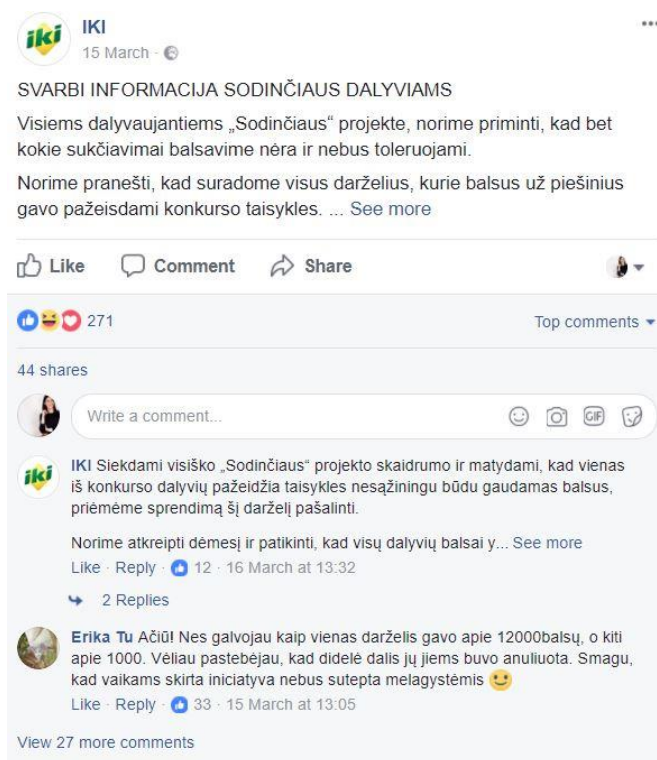 iki IKI
15 March
SVARBI INFORMACIJA SODINČIAUS DALYVIAMS
Visiems dalyvaujantiems „Sodinčiaus“ projekte, norime priminti, kad bet
kokie sukčiavimai balsavime nėra ir nebus toleruojami.
Norime pranešti, kad suradome visus darželius, kurie balsus už piešinius
gavo pažeisdami konkurso taisykles. ... See more
Like Comment Share
271 Top comments
44 shares
Write a comment... GIF
iki IKI Siekdami visiško „Sodinčiaus“ projekto skaidrumo ir matydami, kad vienas
iš konkurso dalyvių pažeidžia taisykles nesąžiningu būdu gaudamas balsus,
priėmėme sprendimą šį darželį pašalinti.
Norime atkreipti dėmesį ir patikinti, kad visų dalyvių balsai y... See more
Like · Reply · 12 · 16 March at 13:32
2 Replies
Erika Tu Ačiū! Nes galvojau kaip vienas darželis gavo apie 12000balsų, o kiti
apie 1000. Vėliau pastebėjau, kad didelė dalis jų jiems buvo anuliuota. Smagu,
kad vaikams skirta iniciatyva nebus sutepta melagystėmis
Like · Reply · 33 · 15 March at 13:05
View 27 more comments